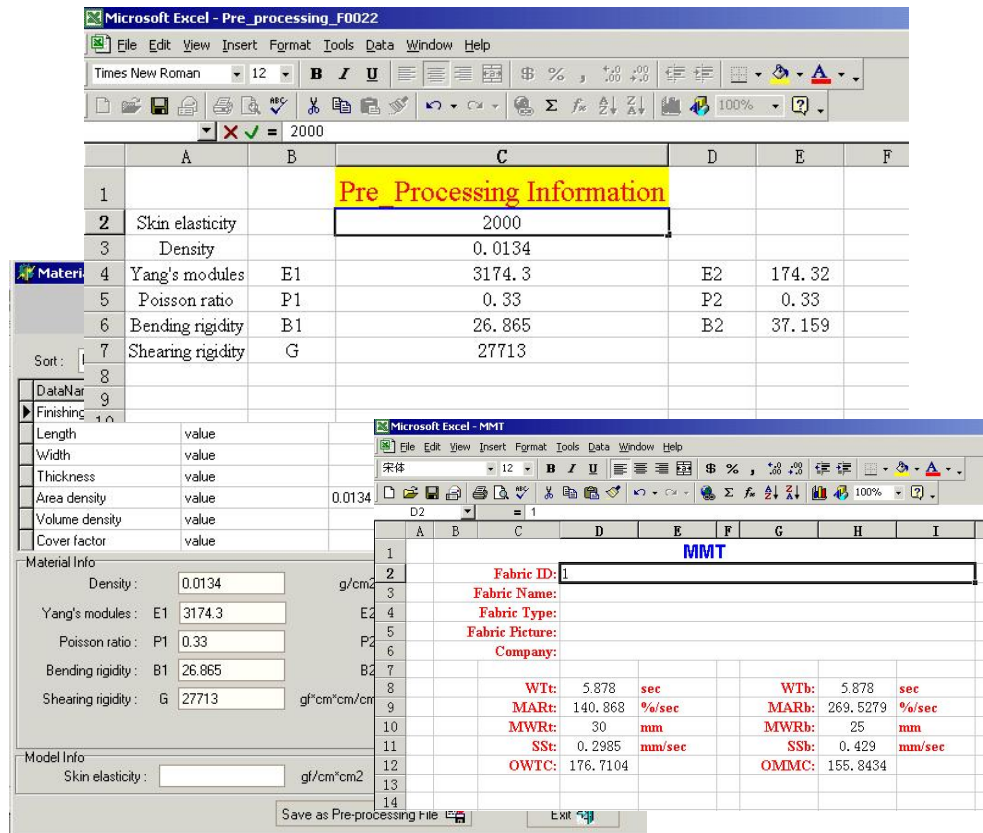 Microsoft Excel - Pre_processing_F0022
File Edit View Insert Format Tools Data Window Help
Times New Roman 12 B I U $ % , .00
Σ fx 100%
= 2000
A B C D E F
1 Pre_Processing Information
2 Skin elasticity 2000
3 Density 0.0134
4 Yang's modules E1 3174.3 E2 174.32
5 Poisson ratio P1 0.33 P2 0.33
6 Bending rigidity B1 26.865 B2 37.159
7 Shearing rigidity G 27713
8
9
10
Materi
Sort :
DataNar
Finishing
Length value
Width value
Thickness value
Area density value 0.0134
Volume density value
Cover factor value
Material Info
Density : 0.0134 g/cm2
Yang's modules : E1 3174.3 E2
Poisson ratio : P1 0.33 P2
Bending rigidity : B1 26.865 B2
Shearing rigidity : G 27713 gf*cm*cm/cm
Model Info
Skin elasticity : gf/cm*cm2
Save as Pre-processing File Exit
Microsoft Excel - MMT
File Edit View Insert Format Tools Data Window Help
宋体 12 B I U $ % , .00
Σ fx 100%
D2 = 1
A B C D E F G H I
1 MMT
2 Fabric ID: 1
3 Fabric Name:
4 Fabric Type:
5 Fabric Picture:
6 Company:
7
8 WTt: 5.878 sec WTb: 5.878 sec
9 MARt: 140.868 %/sec MARb: 269.5279 %/sec
10 MWRt: 30 mm MWRb: 25 mm
11 SSt: 0.2985 mm/sec SSb: 0.429 mm/sec
12 OWTC: 176.7104 OMMC: 155.8434
13
14